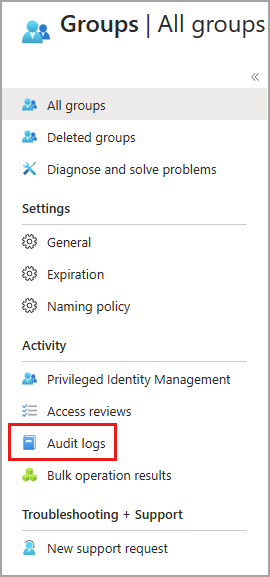 Groups | All groups
«
All groups
Deleted groups
Diagnose and solve problems
Settings
General
Expiration
Naming policy
Activity
Privileged Identity Management
Access reviews
Audit logs
Bulk operation results
Troubleshooting + Support
New support request